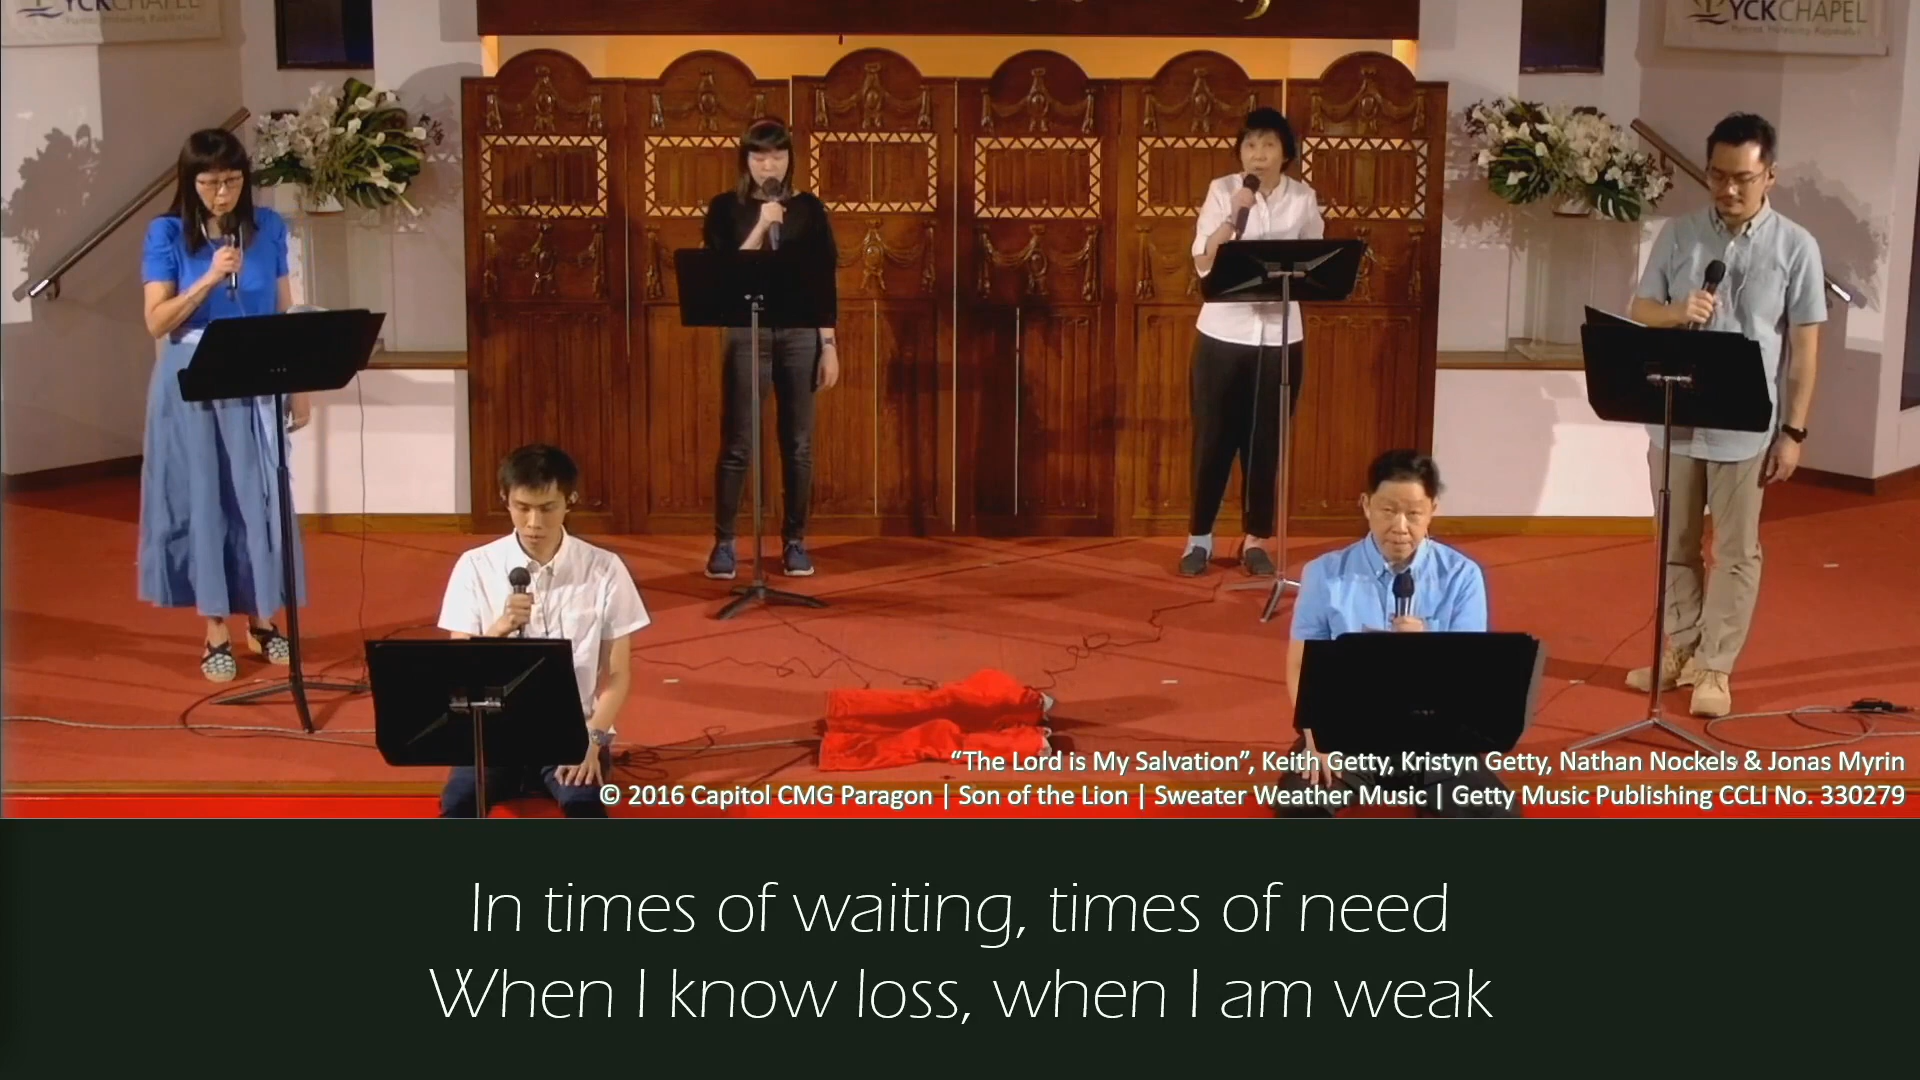 YCKCHAPEL
YCKCHAPEL
“The Lord is My Salvation”, Keith Getty, Kristyn Getty, Nathan Nockels & Jonas Myrin
© 2016 Capitol CMG Paragon | Son of the Lion | Sweater Weather Music | Getty Music Publishing CCLI No. 330279
In times of waiting, times of need
When I know loss, when I am weak